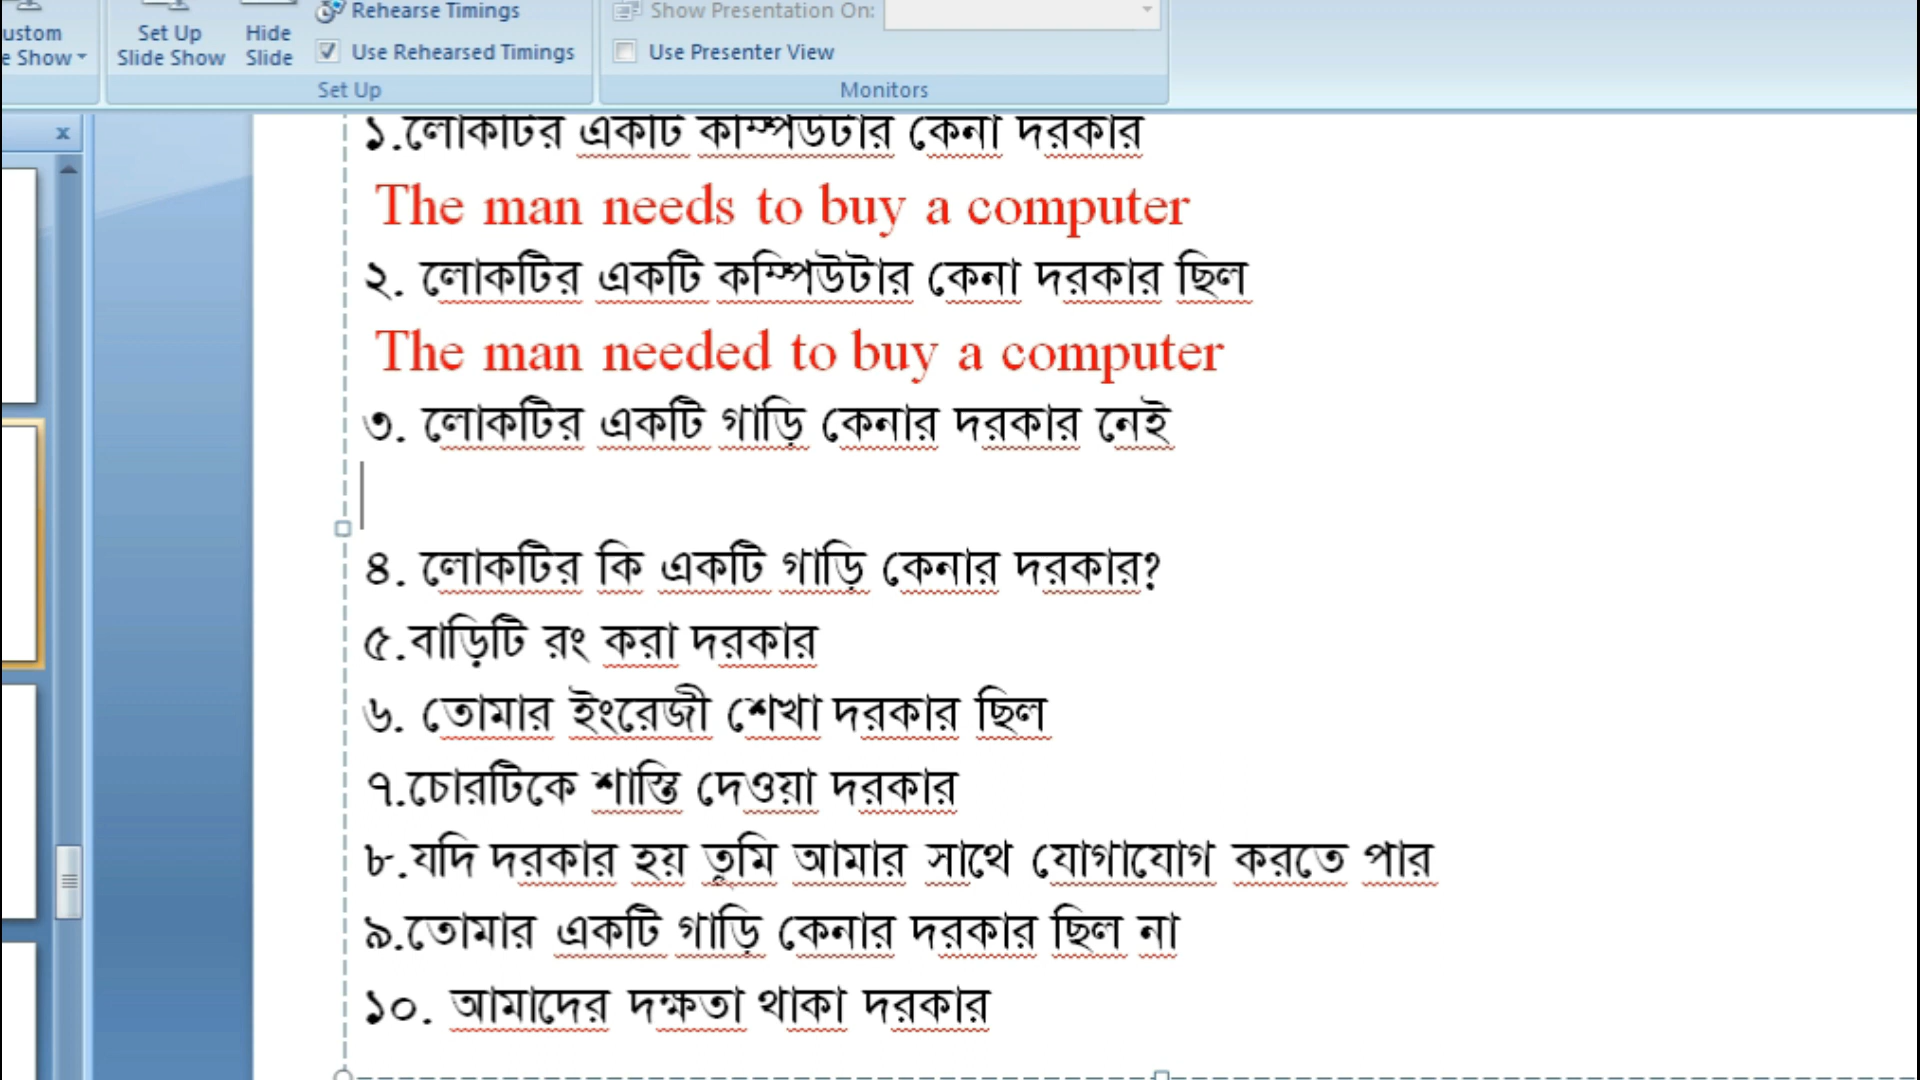 Rehearse Timings
Show Presentation On:
ustom
e Show
Set Up
Slide Show
Hide
Slide
Use Rehearsed Timings
Use Presenter View
Set Up
Monitors
১.লোকটির একটি কম্পিউটার কেনা দরকার
The man needs to buy a computer
২. লোকটির একটি কম্পিউটার কেনা দরকার ছিল
The man needed to buy a computer
৩. লোকটির একটি গাড়ি কেনার দরকার নেই
৪. লোকটির কি একটি গাড়ি কেনার দরকার?
৫.বাড়িটি রং করা দরকার
৬. তোমার ইংরেজী শেখা দরকার ছিল
৭.চোরটিকে শাস্তি দেওয়া দরকার
৮.যদি দরকার হয় তুমি আমার সাথে যোগাযোগ করতে পার
৯.তোমার একটি গাড়ি কেনার দরকার ছিল না
১০. আমাদের দক্ষতা থাকা দরকার